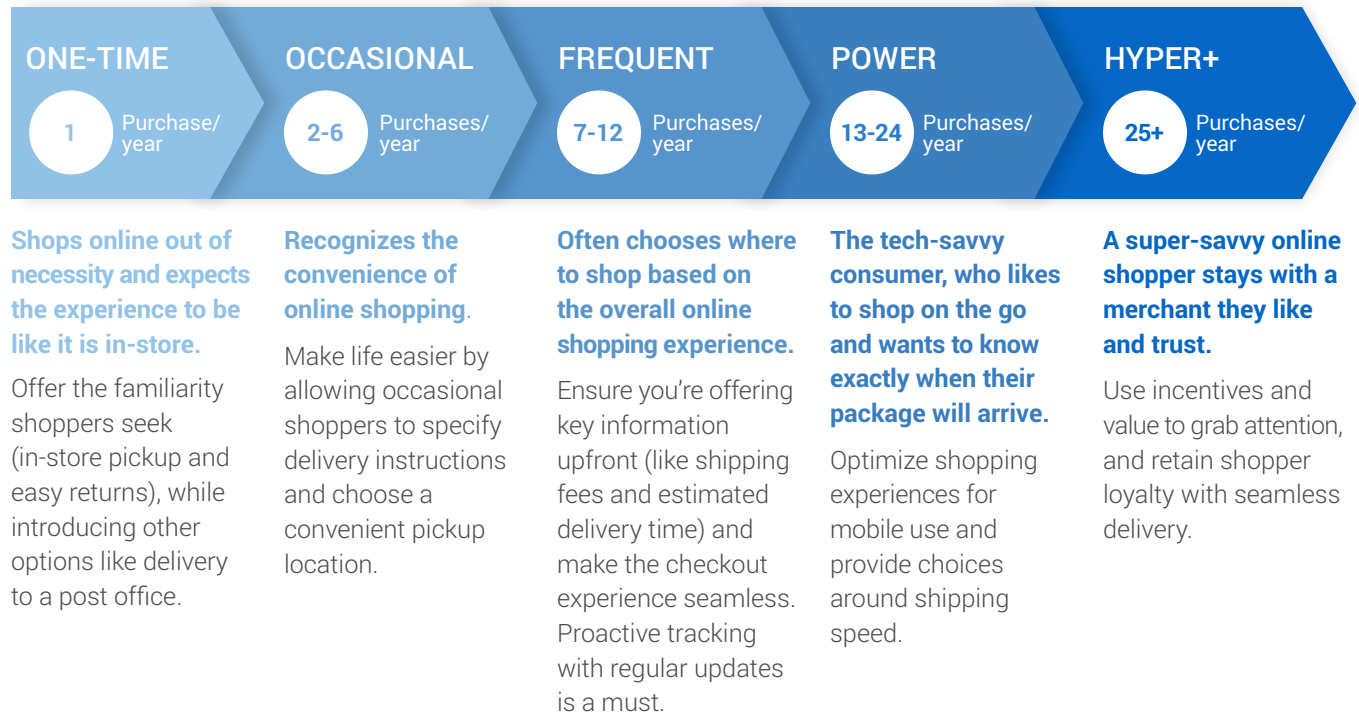 ONE-TIME
1
Purchase/
year
Shops online out of
necessity and expects
the experience to be
like it is in-store.
Offer the familiarity
shoppers seek
(in-store pickup and
easy returns), while
introducing other
options like delivery
to a post office.
OCCASIONAL
2-6
Purchases/
year
Recognizes the
convenience of
online shopping.
Make life easier by
allowing occasional
shoppers to specify
delivery instructions
and choose a
convenient pickup
location.
FREQUENT
7-12
Purchases/
year
Often chooses where
to shop based on
the overall online
shopping experience.
Ensure you’re offering
key information
upfront (like shipping
fees and estimated
delivery time) and
make the checkout
experience seamless.
Proactive tracking
with regular updates
is a must.
POWER
13-24
Purchases/
year
The tech-savvy
consumer, who likes
to shop on the go
and wants to know
exactly when their
package will arrive.
Optimize shopping
experiences for
mobile use and
provide choices
around shipping
speed.
HYPER+
25+
Purchases/
year
A super-savvy online
shopper stays with a
merchant they like
and trust.
Use incentives and
value to grab attention,
and retain shopper
loyalty with seamless
delivery.